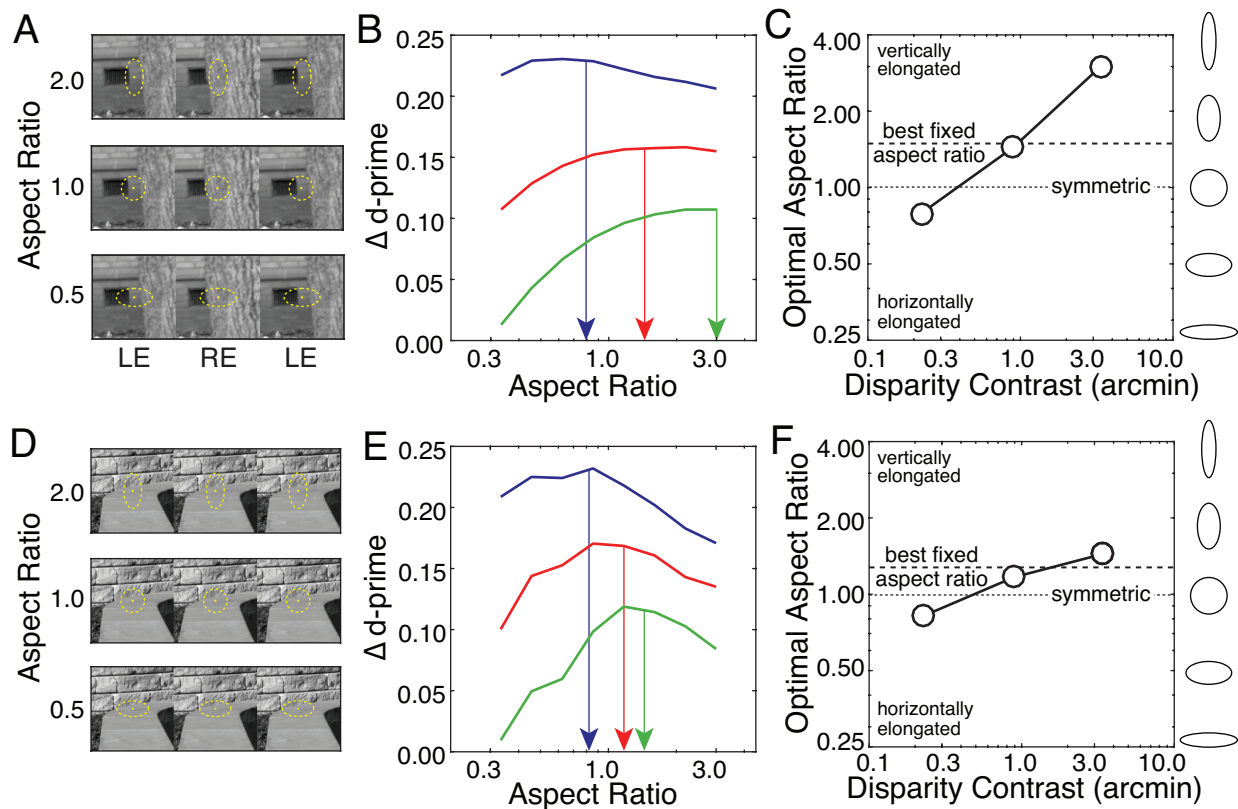 A
Aspect Ratio
2.0
1.0
0.5
LE RE LE
B
Δ d-prime
0.25
0.20
0.15
0.10
0.05
0.00
0.3 1.0 3.0
Aspect Ratio
C
Optimal Aspect Ratio
4.00
2.00
1.00
0.50
0.25
vertically
elongated
best fixed
aspect ratio
symmetric
horizontally
elongated
0.1 0.3 1.0 3.0 10.0
Disparity Contrast (arcmin)
D
Aspect Ratio
2.0
1.0
0.5
E
Δ d-prime
0.25
0.20
0.15
0.10
0.05
0.00
0.3 1.0 3.0
Aspect Ratio
F
Optimal Aspect Ratio
4.00
2.00
1.00
0.50
0.25
vertically
elongated
best fixed
aspect ratio
symmetric
horizontally
elongated
0.1 0.3 1.0 3.0 10.0
Disparity Contrast (arcmin)